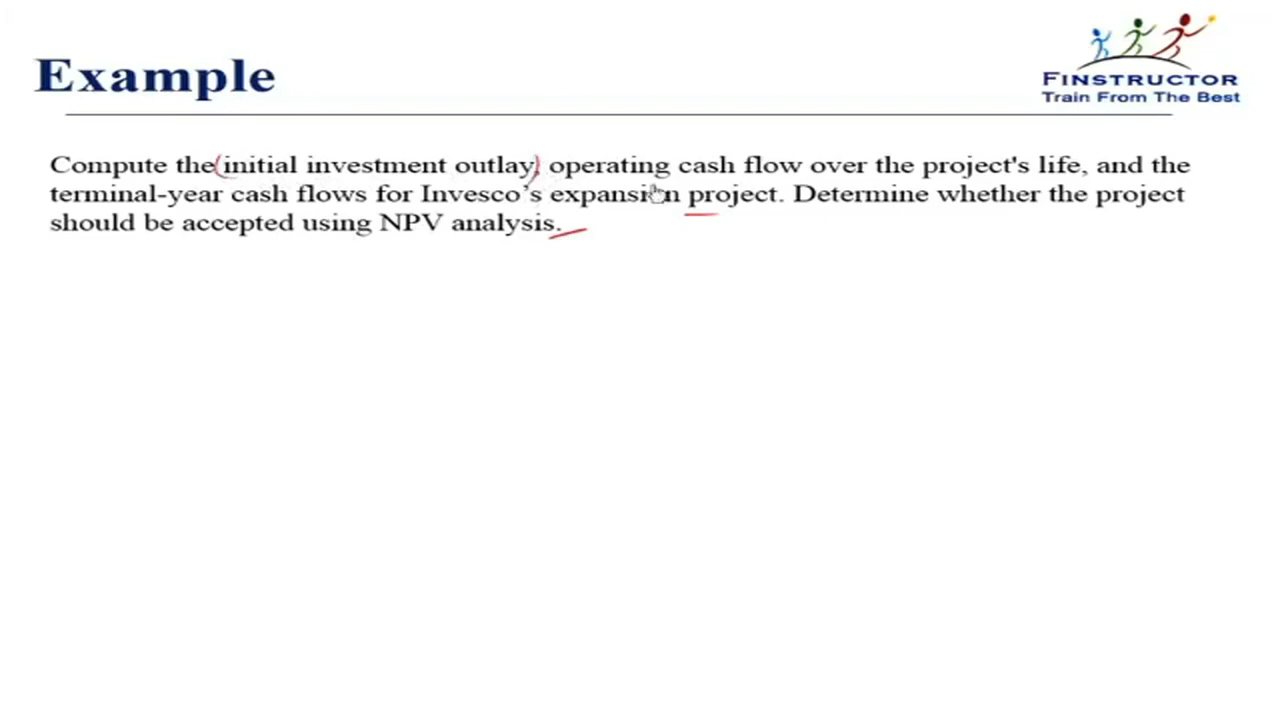 Example
FINSTRUCTOR
Train From The Best
Compute the initial investment outlay, operating cash flow over the project's life, and the
terminal-year cash flows for Invesco's expansion project. Determine whether the project
should be accepted using NPV analysis.